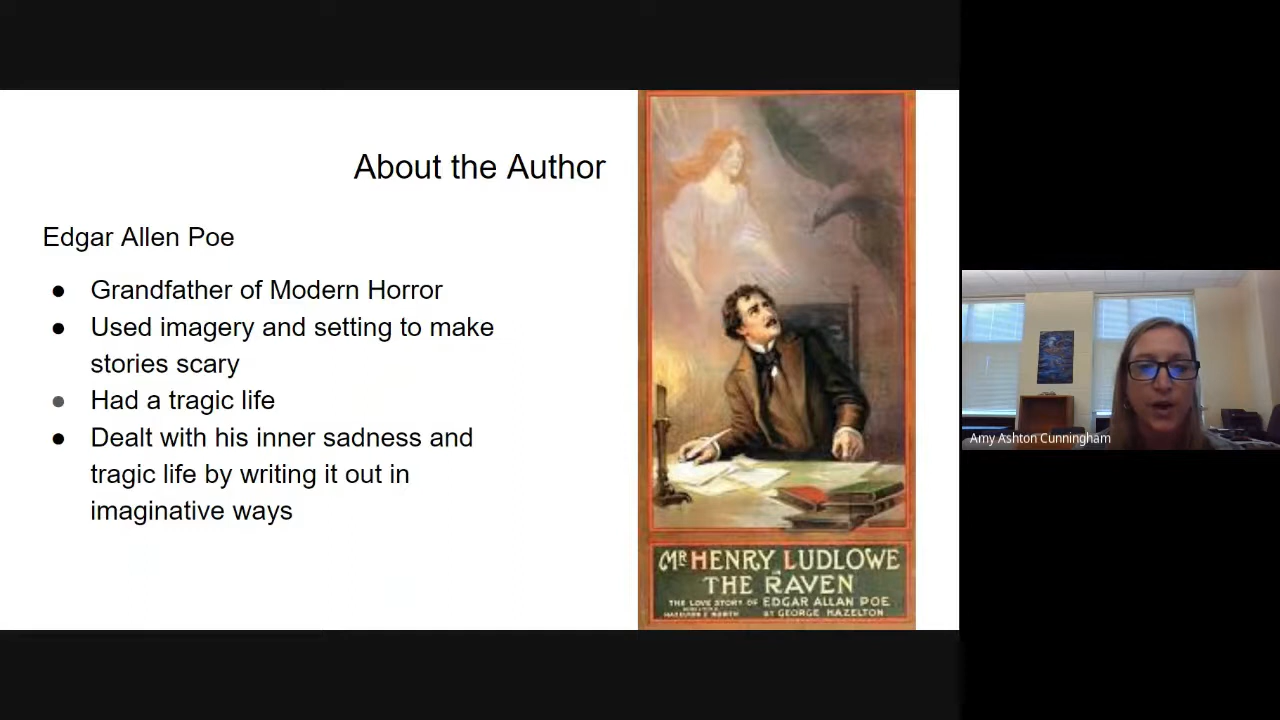 About the Author
Edgar Allen Poe
● Grandfather of Modern Horror
● Used imagery and setting to make
stories scary
● Had a tragic life
● Dealt with his inner sadness and
tragic life by writing it out in
imaginative ways
MR HENRY LUDLOWE
IN
THE RAVEN
THE LOVE STORY OF EDGAR ALLAN POE
BY GEORGE HAZELTON
Amy Ashton Cunningham